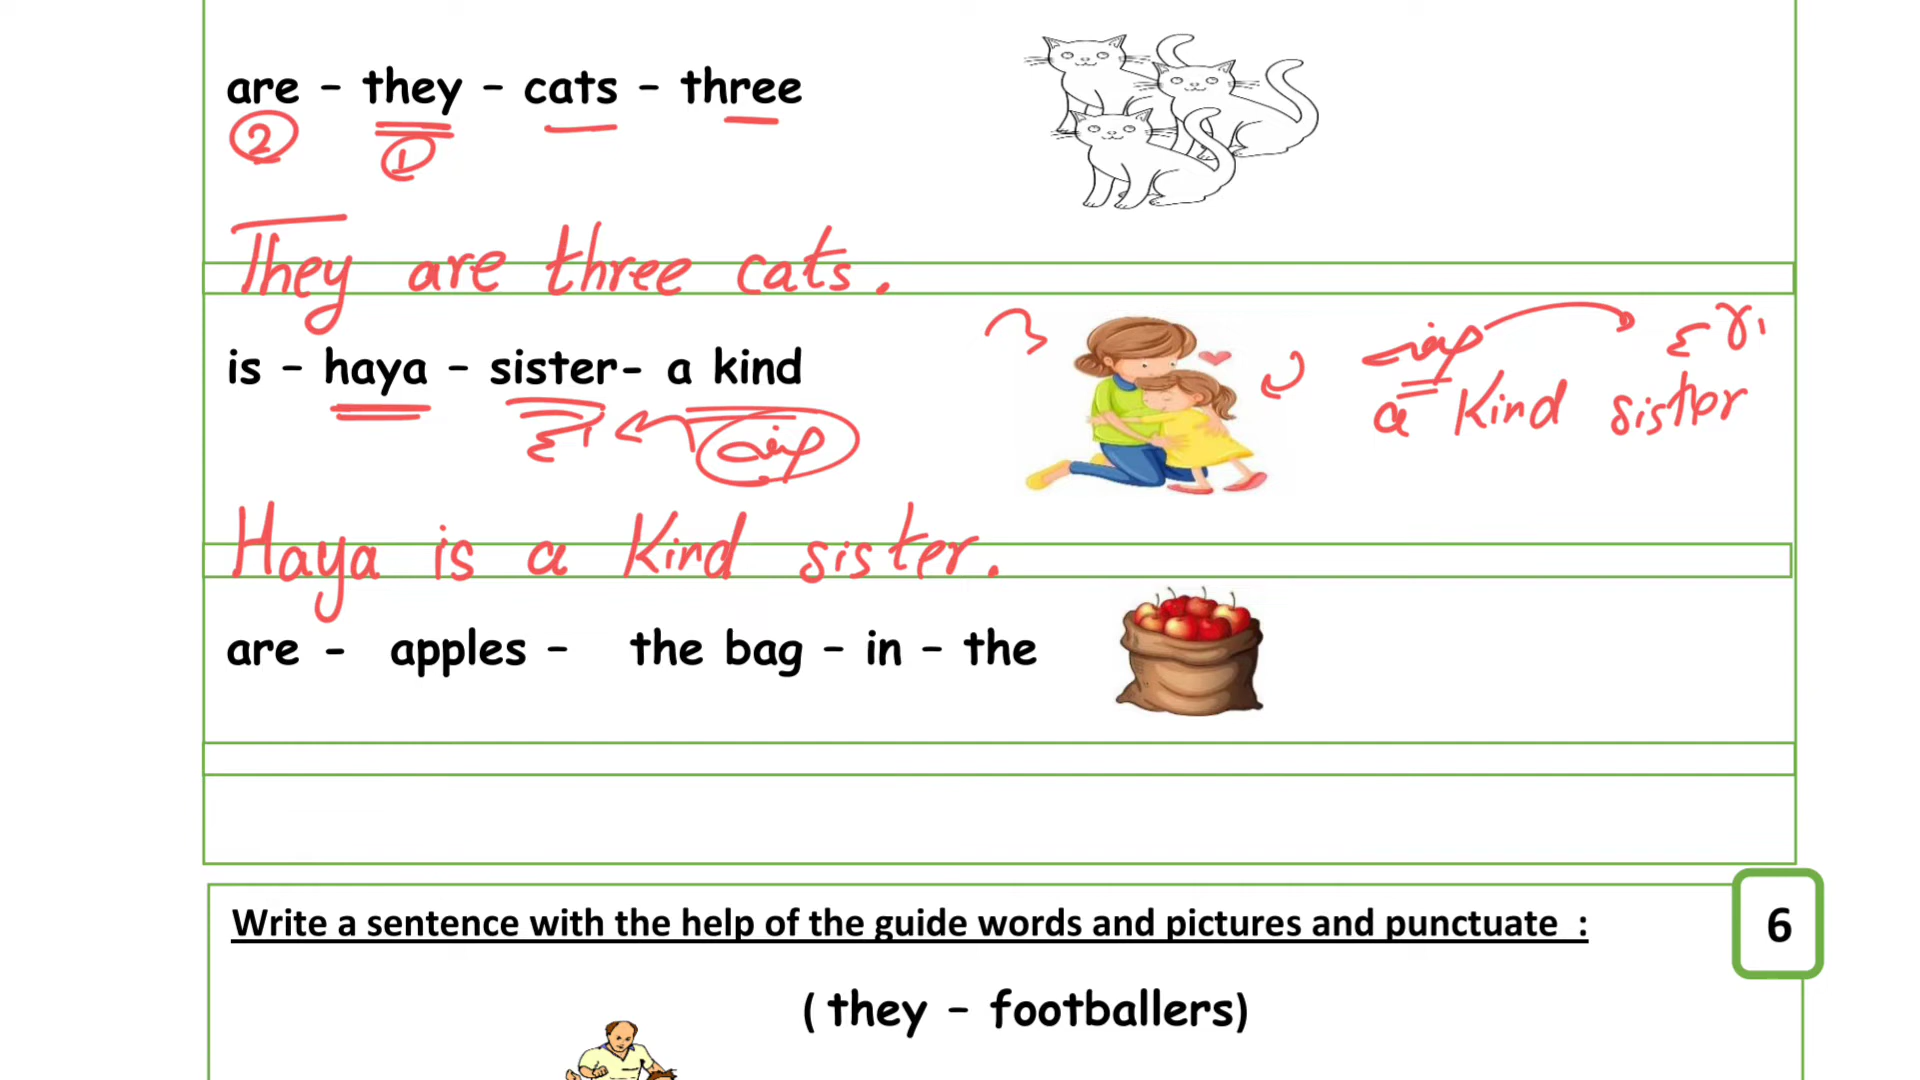 are – they – cats – three
2 1
They are three cats.
is – haya – sister- a kind
a kind sister
Haya is a kind sister.
are - apples – the bag – in – the
Write a sentence with the help of the guide words and pictures and punctuate :
6
( they – footballers)